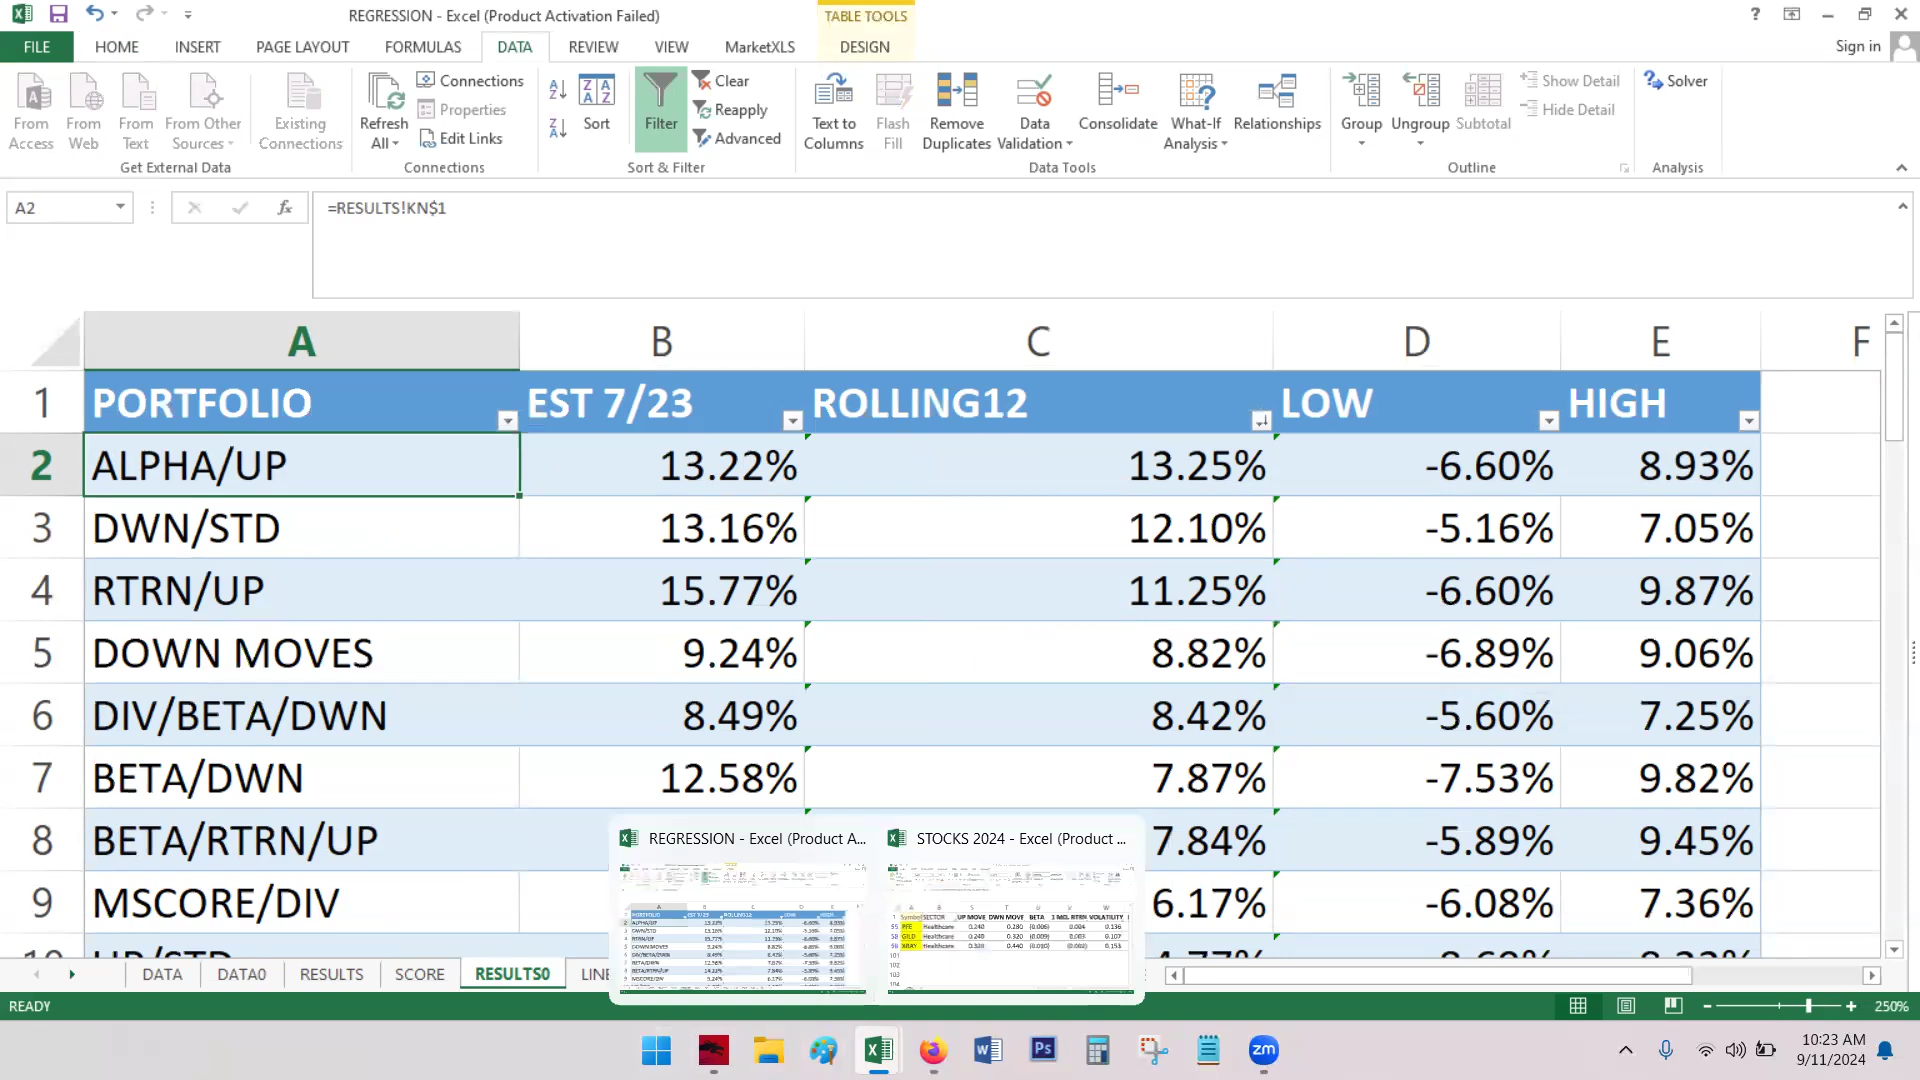 REGRESSION - Excel (Product Activation Failed)
TABLE TOOLS
?
FILE HOME INSERT PAGE LAYOUT FORMULAS DATA REVIEW VIEW MarketXLS DESIGN Sign in
From Access
From Web
From Text
From Other Sources
Existing Connections
Get External Data
Refresh All
Connections
Properties
Edit Links
Connections
Sort
Filter
Clear
Reapply
Advanced
Sort & Filter
Text to Columns
Flash Fill
Remove Duplicates
Data Validation
Consolidate
What-If Analysis
Relationships
Data Tools
Group
Ungroup
Subtotal
Show Detail
Hide Detail
Outline
Solver
Analysis
A2 fx =RESULTS!KN$1
A B C D E F
1 PORTFOLIO EST 7/23 ROLLING12 LOW HIGH
2 ALPHA/UP 13.22% 13.25% -6.60% 8.93%
3 DWN/STD 13.16% 12.10% -5.16% 7.05%
4 RTRN/UP 15.77% 11.25% -6.60% 9.87%
5 DOWN MOVES 9.24% 8.82% -6.89% 9.06%
6 DIV/BETA/DWN 8.49% 8.42% -5.60% 7.25%
7 BETA/DWN 12.58% 7.87% -7.53% 9.82%
8 BETA/RTRN/UP 7.84% -5.89% 9.45%
9 MSCORE/DIV 6.17% -6.08% 7.36%
REGRESSION - Excel (Product A...
STOCKS 2024 - Excel (Product ...
DATA DATA0 RESULTS SCORE RESULTS0 LINE
READY
250%
Ps
zm
10:23 AM
9/11/2024